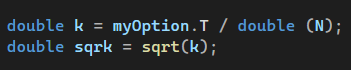 double k = myOption.T / double (N);
double sqrk = sqrt(k);